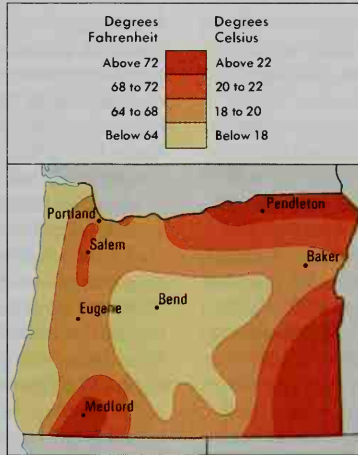 Degrees Fahrenheit Degrees Celsius
Above 72 Above 22
68 to 72 20 to 22
64 to 68 18 to 20
Below 64 Below 18
Portland
Pendleton
Salem
Baker
Bend
Eugene
Medford